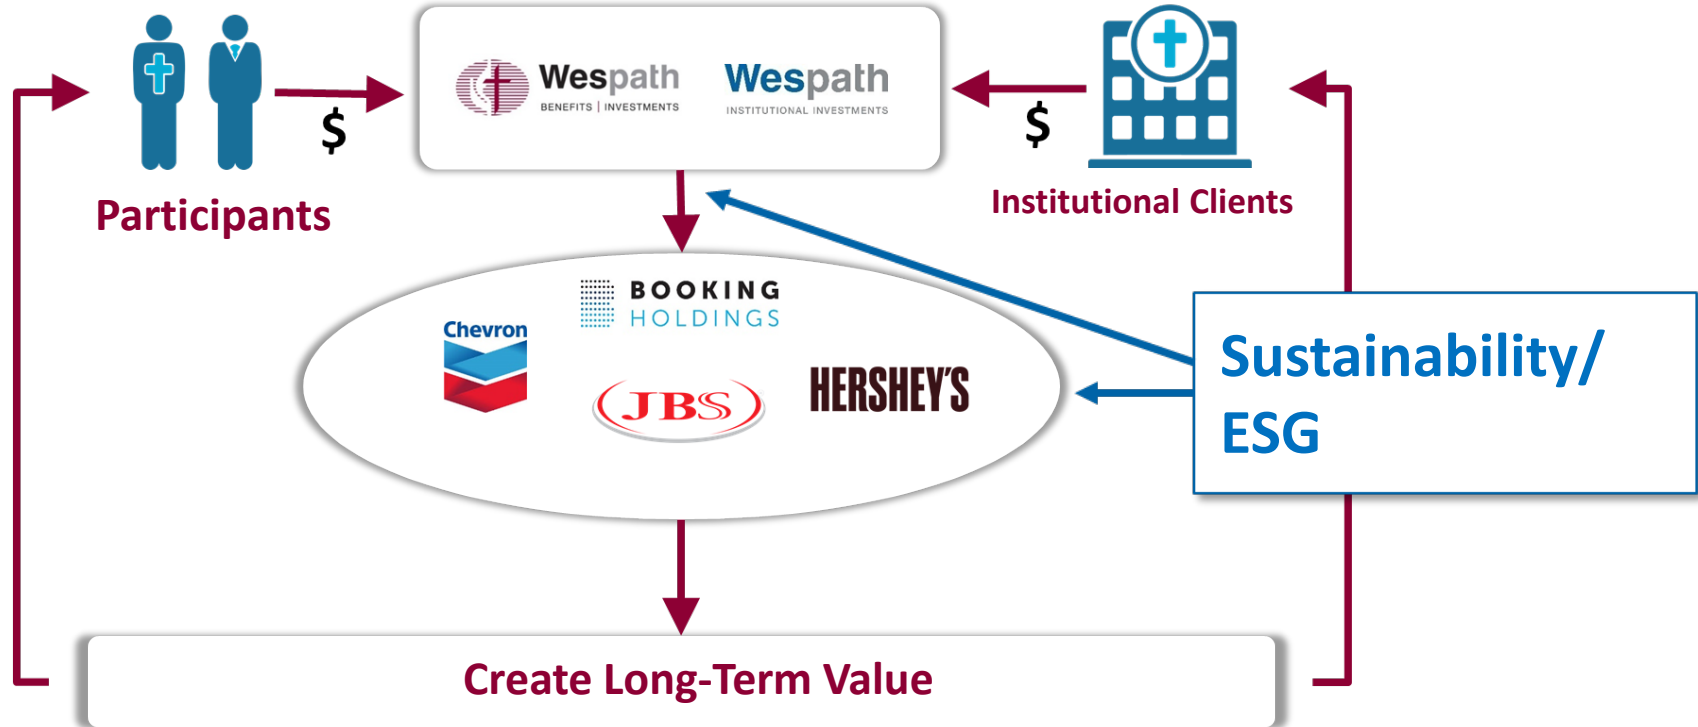 Wespath
BENEFITS | INVESTMENTS
Wespath
INSTITUTIONAL INVESTMENTS
$
$
Participants
Institutional Clients
BOOKING
HOLDINGS
Chevron
JBS
HERSHEY'S
Sustainability/
ESG
Create Long-Term Value